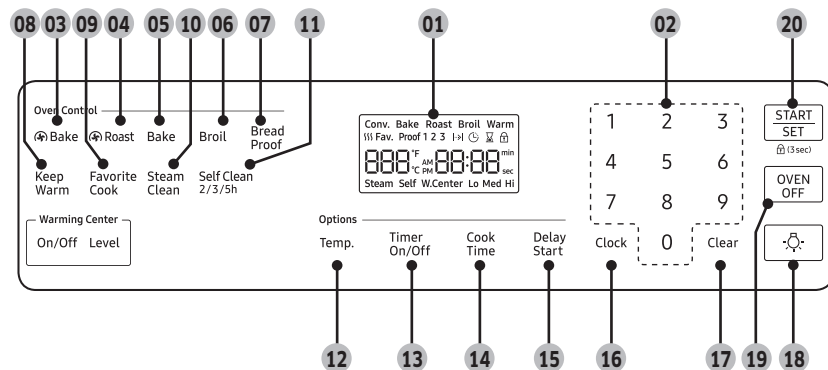 08 03 09 04 10 05 06 07 11 01 02 20
Oven Control
Bake Roast Bake Broil Bread Proof
Keep Warm Favorite Cook Steam Clean Self Clean 2/3/5h
Warming Center
On/Off Level
Conv. Bake Roast Broil Warm
Fav. Proof 1 2 3
888 °F °C AM PM 88:88 min sec
Steam Self W.Center Lo Med Hi
Options
Temp. Timer On/Off Cook Time Delay Start
1 2 3
4 5 6
7 8 9
Clock 0 Clear
START
SET
(3 sec)
OVEN
OFF
12 13 14 15 16 17 19 18